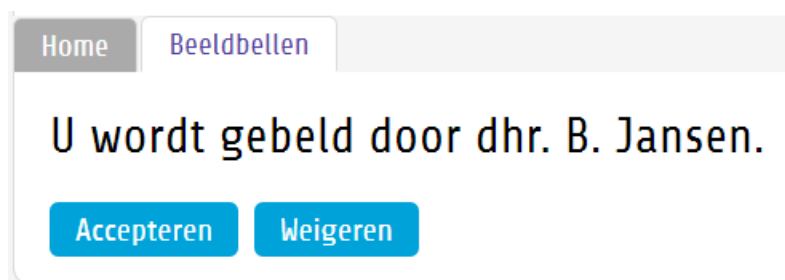 Home Beeldbellen
U wordt gebeld door dhr. B. Jansen.
Accepteren Weigeren